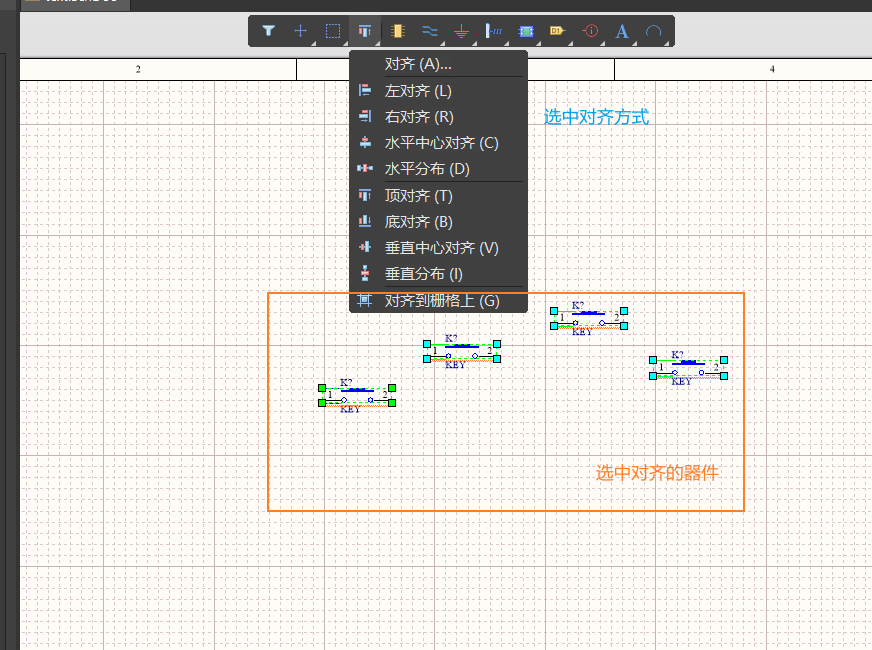 2
4
对齐 (A)...
左对齐 (L)
右对齐 (R)
水平中心对齐 (C)
水平分布 (D)
顶对齐 (T)
底对齐 (B)
垂直中心对齐 (V)
垂直分布 (I)
对齐到栅格上 (G)
选中对齐方式
K?
1 2
KEY
K?
1 2
KEY
K?
1 2
KEY
K?
1 2
KEY
选中对齐的器件